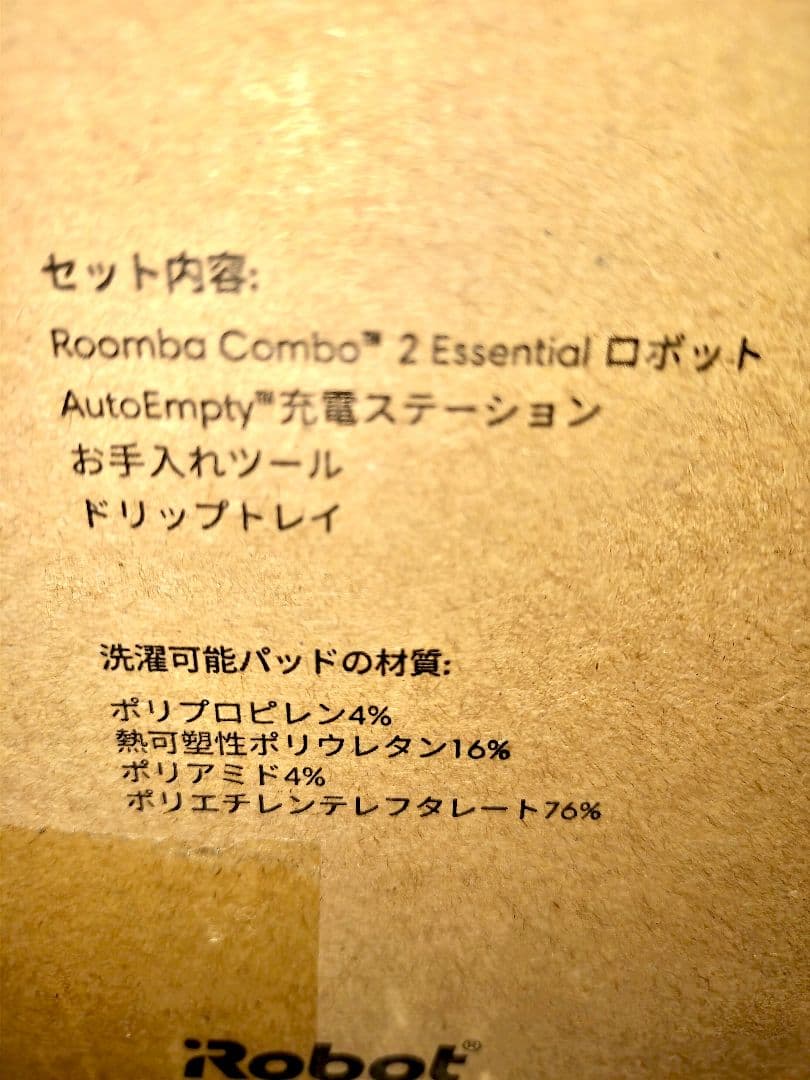 セット内容:
Roomba Combo™ 2 Essential ロボット
AutoEmpty™充電ステーション
お手入れツール
ドリップトレイ
洗濯可能パッドの材質:
ポリプロピレン4%
熱可塑性ポリウレタン16%
ポリアミド4%
ポリエチレンテレフタレート76%
iRobot®